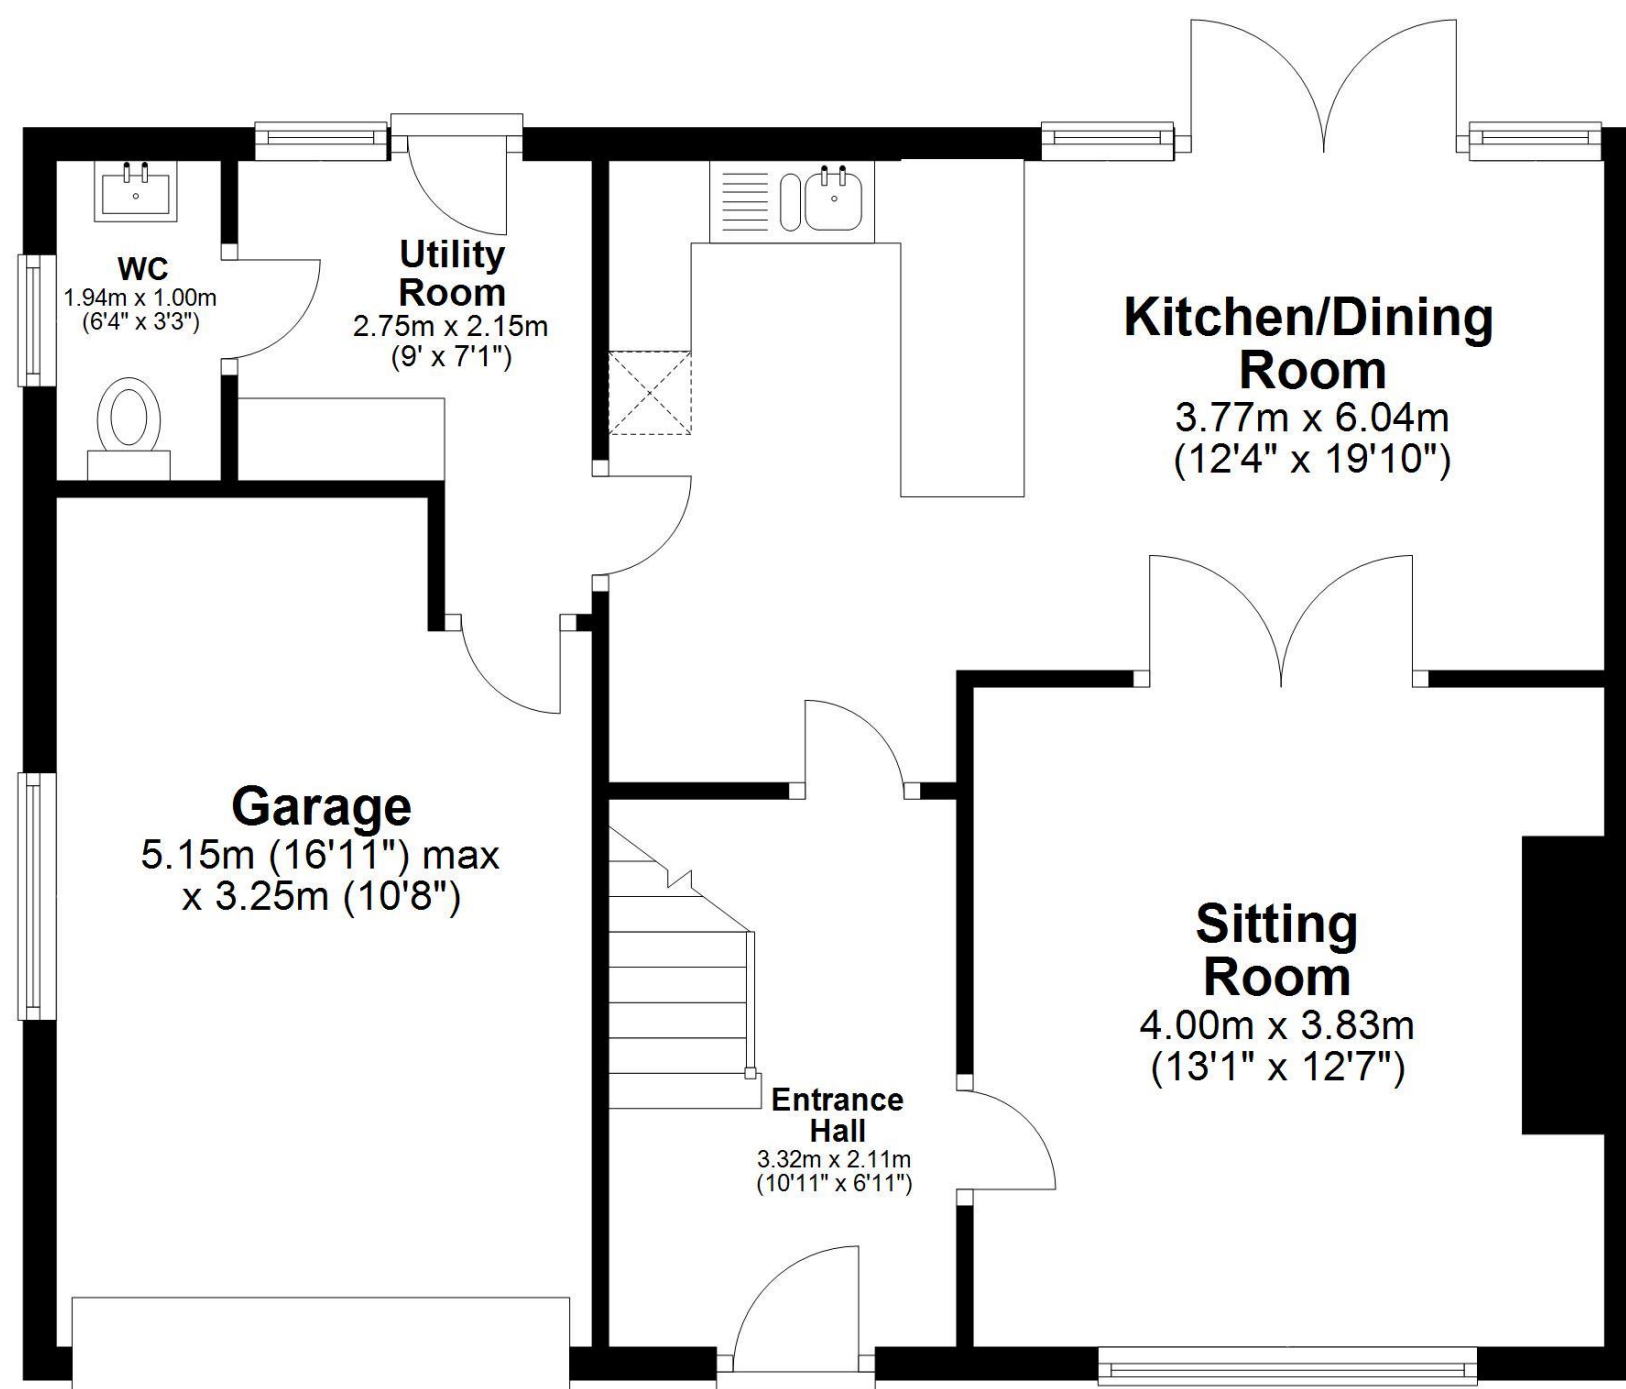 WC
1.94m x 1.00m
(6'4" x 3'3")
Utility
Room
2.75m x 2.15m
(9' x 7'1")
Kitchen/Dining
Room
3.77m x 6.04m
(12'4" x 19'10")
Garage
5.15m (16'11") max
x 3.25m (10'8")
Sitting
Room
4.00m x 3.83m
(13'1" x 12'7")
Entrance
Hall
3.32m x 2.11m
(10'11" x 6'11")